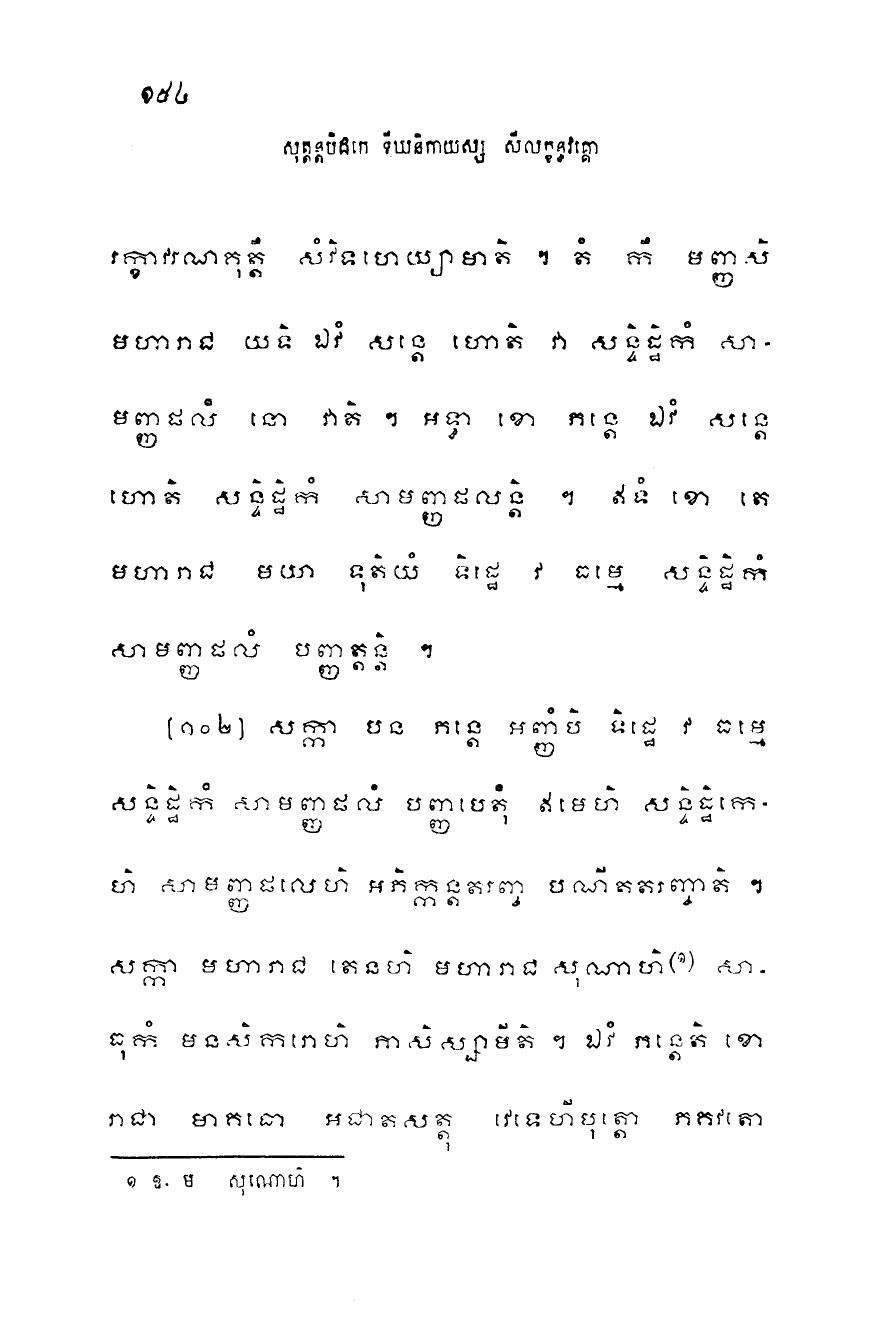 ១៥៤
សុត្តន្តបិដកេ ទីឃនិកាយស្ស សីលក្ខន្ធវគ្គោ
រក្ខាវរណគុត្តឹ សំវិទហេយ្យាមាតិ ។ តំ កឹ មញ្ញសិ
មហារាជ យទិ ឯវំ សន្តេ ហោតិ វា សន្ទិដ្ឋិកំ សា-
មញ្ញផលំ នោ វាតិ ។ អទ្ធា ខោ ភន្តេ ឯវំ សន្តេ
ហោតិ សន្ទិដ្ឋិកំ សាមញ្ញផលន្តិ ។ ឥទំ ខោ តេ
មហារាជ មយា ទុតិយំ ទិដ្ឋេ វ ធម្មេ សន្ទិដ្ឋិកំ
សាមញ្ញផលំ បញ្ញត្តន្តិ ។
[១០២] សក្កា បន ភន្តេ អញ្ញំបិ ទិដ្ឋេ វ ធម្មេ
សន្ទិដ្ឋិកំ សាមញ្ញផលំ បញ្ញបេតុំ ឥមេហិ សន្ទិដ្ឋិកេ-
ហិ សាមញ្ញផលេហិ អភិក្កន្តតរញ្ច បណីតតរញ្ចាតិ ។
សក្កា មហារាជ តេនហិ មហារាជ សុណាហិ(១) សា-
ធុកំ មនសិករោហិ ភាសិស្សាមីតិ ។ ឯវំ ភន្តេតិ ខោ
រាជា មាគធោ អជាតសត្តុ វេទេហីបុត្តោ ភគវតោ
១ ឱ. ម សុណោហិ ។